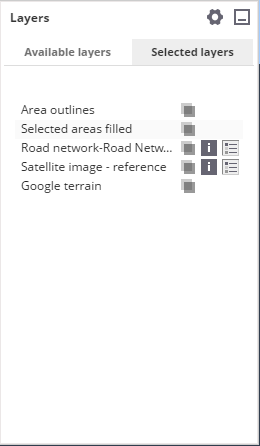 Layers
Available layers
Selected layers
Area outlines
Selected areas filled
Road network-Road Netw...
Satellite image - reference
Google terrain